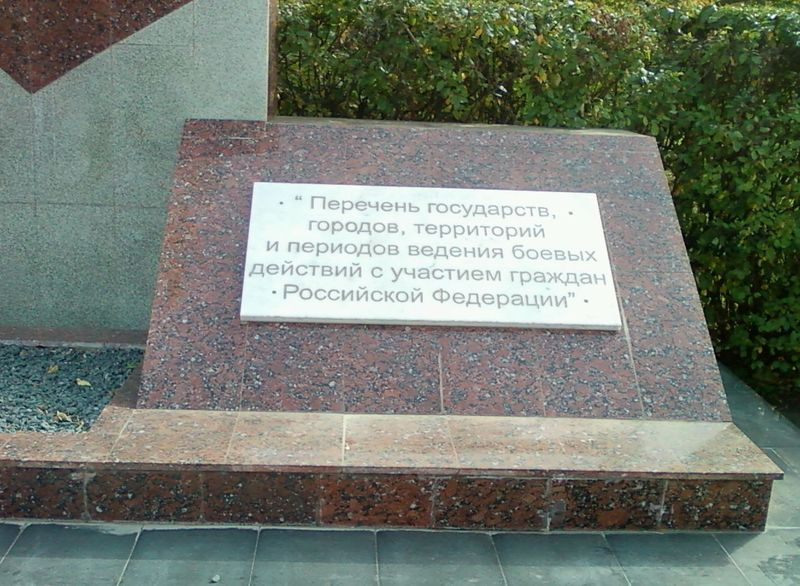 “ Перечень государств,
городов, территорий
и периодов ведения боевых
действий с участием граждан
Российской Федерации”